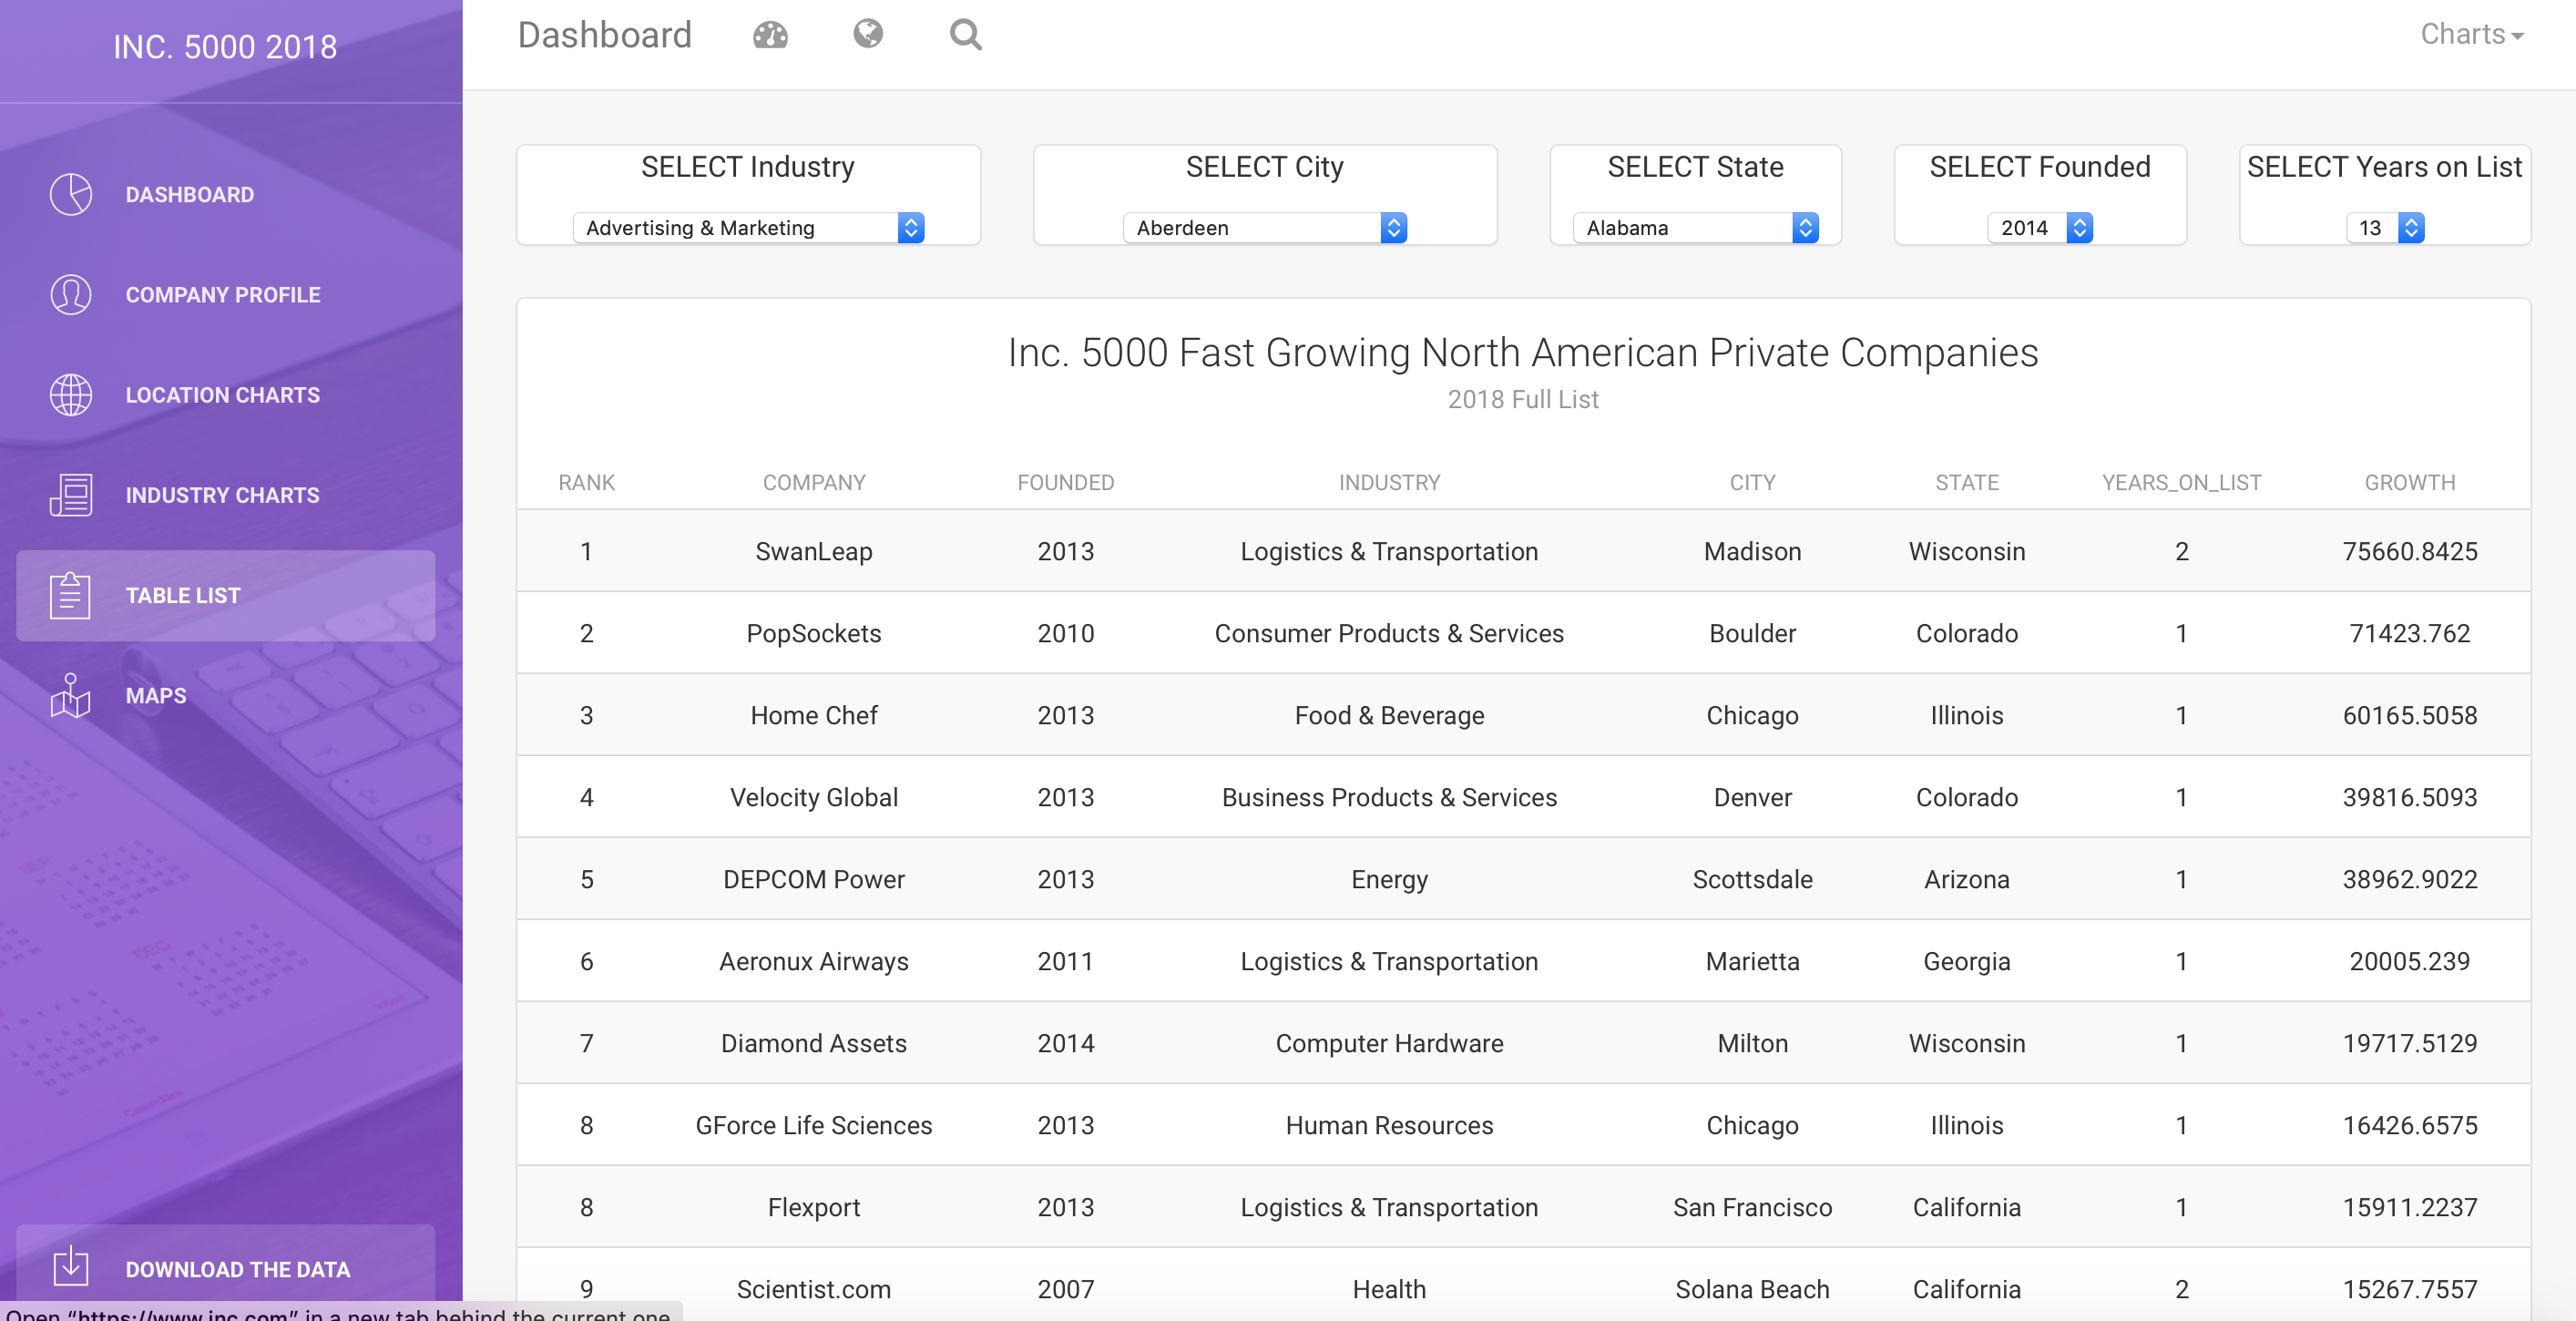 INC. 5000 2018
DASHBOARD
COMPANY PROFILE
LOCATION CHARTS
INDUSTRY CHARTS
TABLE LIST
MAPS
DOWNLOAD THE DATA
Open “https://www.inc.com” in a new tab behind the current one
Dashboard
Charts
SELECT Industry
Advertising & Marketing
SELECT City
Aberdeen
SELECT State
Alabama
SELECT Founded
2014
SELECT Years on List
13
Inc. 5000 Fast Growing North American Private Companies
2018 Full List
RANK COMPANY FOUNDED INDUSTRY CITY STATE YEARS_ON_LIST GROWTH
1 SwanLeap 2013 Logistics & Transportation Madison Wisconsin 2 75660.8425
2 PopSockets 2010 Consumer Products & Services Boulder Colorado 1 71423.762
3 Home Chef 2013 Food & Beverage Chicago Illinois 1 60165.5058
4 Velocity Global 2013 Business Products & Services Denver Colorado 1 39816.5093
5 DEPCOM Power 2013 Energy Scottsdale Arizona 1 38962.9022
6 Aeronux Airways 2011 Logistics & Transportation Marietta Georgia 1 20005.239
7 Diamond Assets 2014 Computer Hardware Milton Wisconsin 1 19717.5129
8 GForce Life Sciences 2013 Human Resources Chicago Illinois 1 16426.6575
8 Flexport 2013 Logistics & Transportation San Francisco California 1 15911.2237
9 Scientist.com 2007 Health Solana Beach California 2 15267.7557